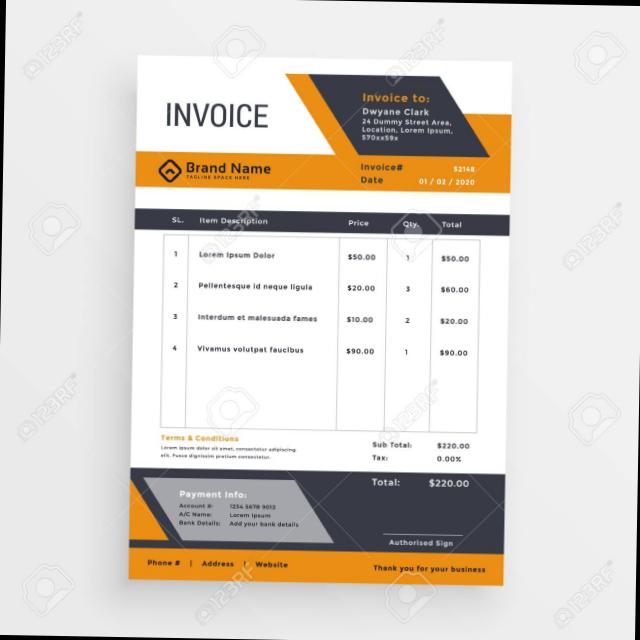 INVOICE
Invoice to:
Dwyane Clark
24 Dummy Street Area,
Location, Lorem Ipsum,
570xx59x
Brand Name
TAGLINE SPACE HERE
Invoice# 52148
Date 01 / 02 / 2020
SL. Item Description Price Qty. Total
1 Lorem Ipsum Dolor $50.00 1 $50.00
2 Pellentesque id neque ligula $20.00 3 $60.00
3 Interdum et malesuada fames $10.00 2 $20.00
4 Vivamus volutpat faucibus $90.00 1 $90.00
Terms & Conditions
Lorem ipsum dolor sit amet, consectetur adipiscing
elit. Fusce dignissim pretium consectetur.
Sub Total: $220.00
Tax: 0.00%
Total: $220.00
Payment Info:
Account #: 1234 5678 9012
A/C Name: Lorem Ipsum
Bank Details: Add your bank details
Authorised Sign
Phone # | Address | Website
Thank you for your business
123RF